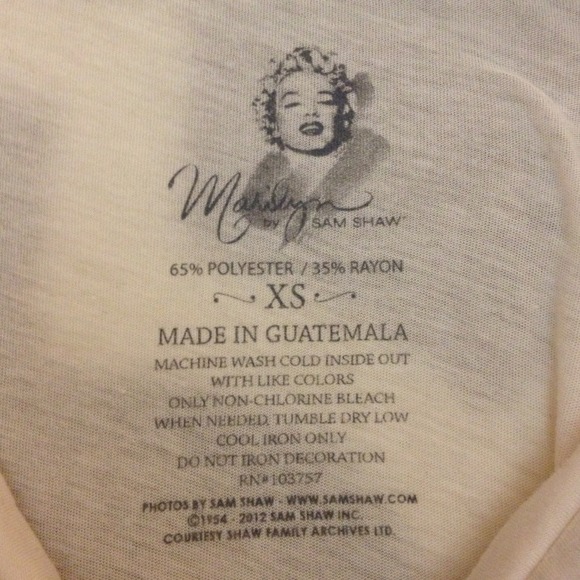 Marilyn
by SAM SHAW™
65% POLYESTER / 35% RAYON
XS
MADE IN GUATEMALA
MACHINE WASH COLD INSIDE OUT
WITH LIKE COLORS
ONLY NON-CHLORINE BLEACH
WHEN NEEDED, TUMBLE DRY LOW
COOL IRON ONLY
DO NOT IRON DECORATION
RN#103757
PHOTOS BY SAM SHAW - WWW.SAMSHAW.COM
©1954 - 2012 SAM SHAW INC.
COURTESY SHAW FAMILY ARCHIVES LTD.